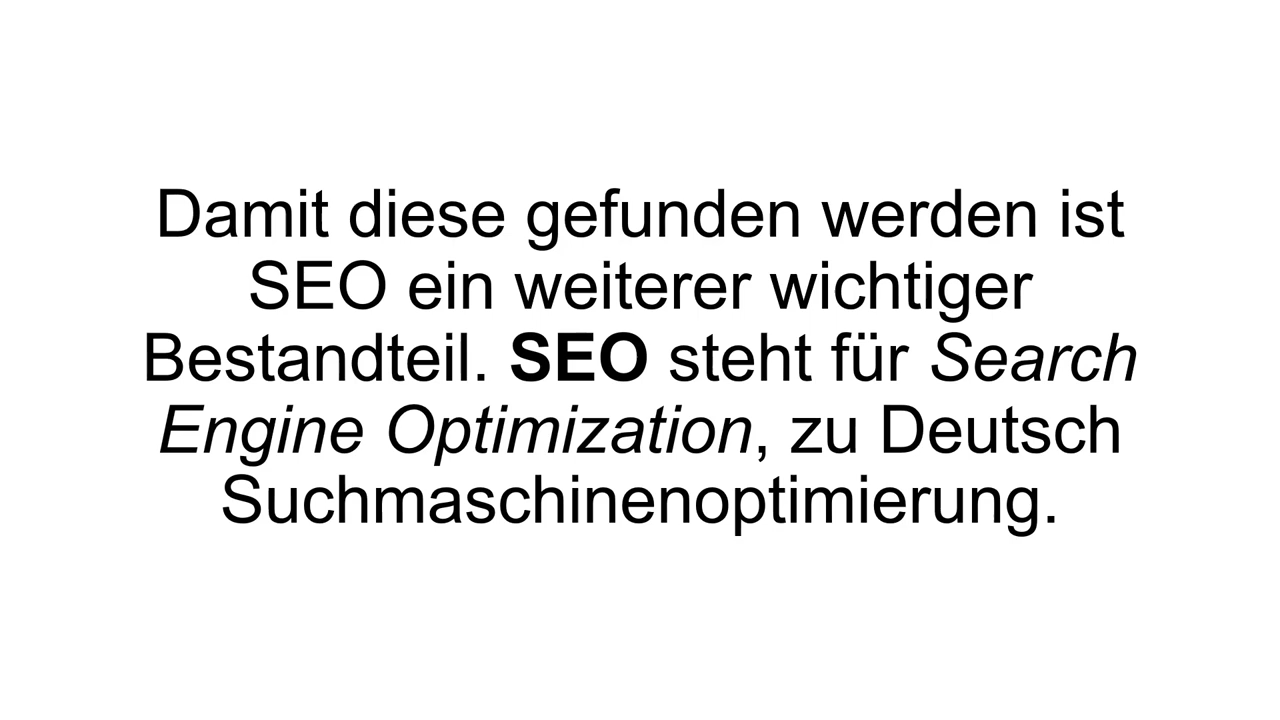 Damit diese gefunden werden ist
SEO ein weiterer wichtiger
Bestandteil. SEO steht für Search
Engine Optimization, zu Deutsch
Suchmaschinenoptimierung.